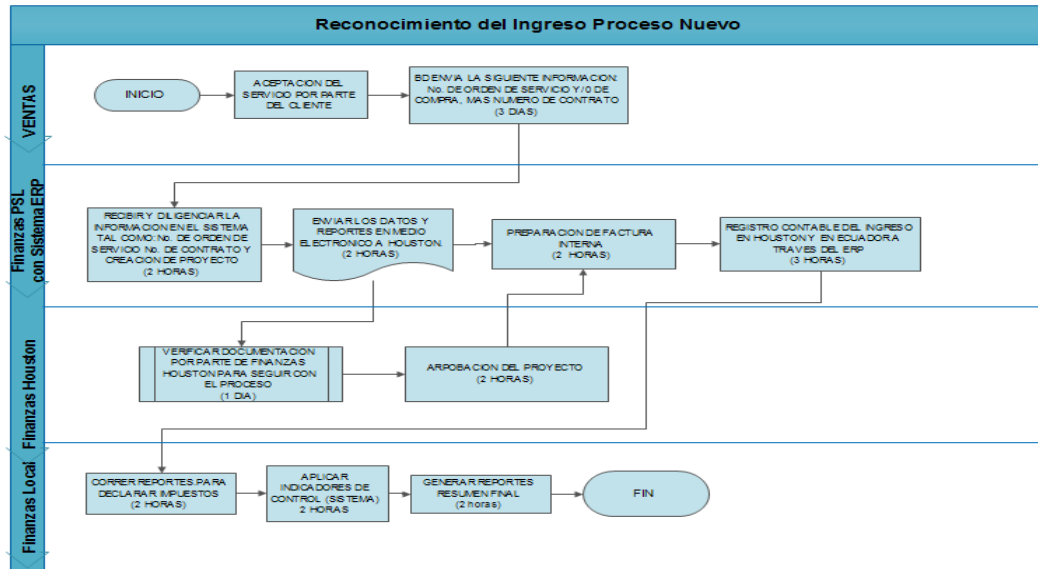 Reconocimiento del Ingreso Proceso Nuevo
VENTAS
INICIO
ACEPTACION DEL
SERVICIO POR PARTE
DEL CLIENTE
BD ENVIA LA SIGUIENTE INFORMACION:
No. DE ORDEN DE SERVICIO Y/0 DE
COMPRA, MAS NUMERO DE CONTRATO
(3 DIAS)
Finanzas PSL
con Sistema ERP
RECIBIR Y DILIGENCIAR LA
INFORMACION EN EL SISTEMA
TAL COMO: No. DE ORDEN DE
SERVICIO No. DE CONTRATO Y
CREACION DE PROYECTO
(2 HORAS)
ENVIAR LOS DATOS Y
REPORTES EN MEDIO
ELECTRONICO A HOUSTON.
(2 HORAS)
PREPARACION DE FACTURA
INTERNA
(2 HORAS)
REGISTRO CONTABLE DEL INGRESO
EN HOUSTON Y EN ECUADOR A
TRAVES DEL ERP
(3 HORAS)
Finanzas Houston
VERIFICAR DOCUMENTACION
POR PARTE DE FINANZAS
HOUSTON PARA SEGUIR CON
EL PROCESO
(1 DIA)
ARPOBACION DEL PROYECTO
(2 HORAS)
Finanzas Local
CORRER REPORTES PARA
DECLARAR IMPUESTOS
(2 HORAS)
APLICAR
INDICADORES DE
CONTROL (SISTEMA)
2 HORAS
GENERAR REPORTES
RESUMEN FINAL
(2 horas)
FIN